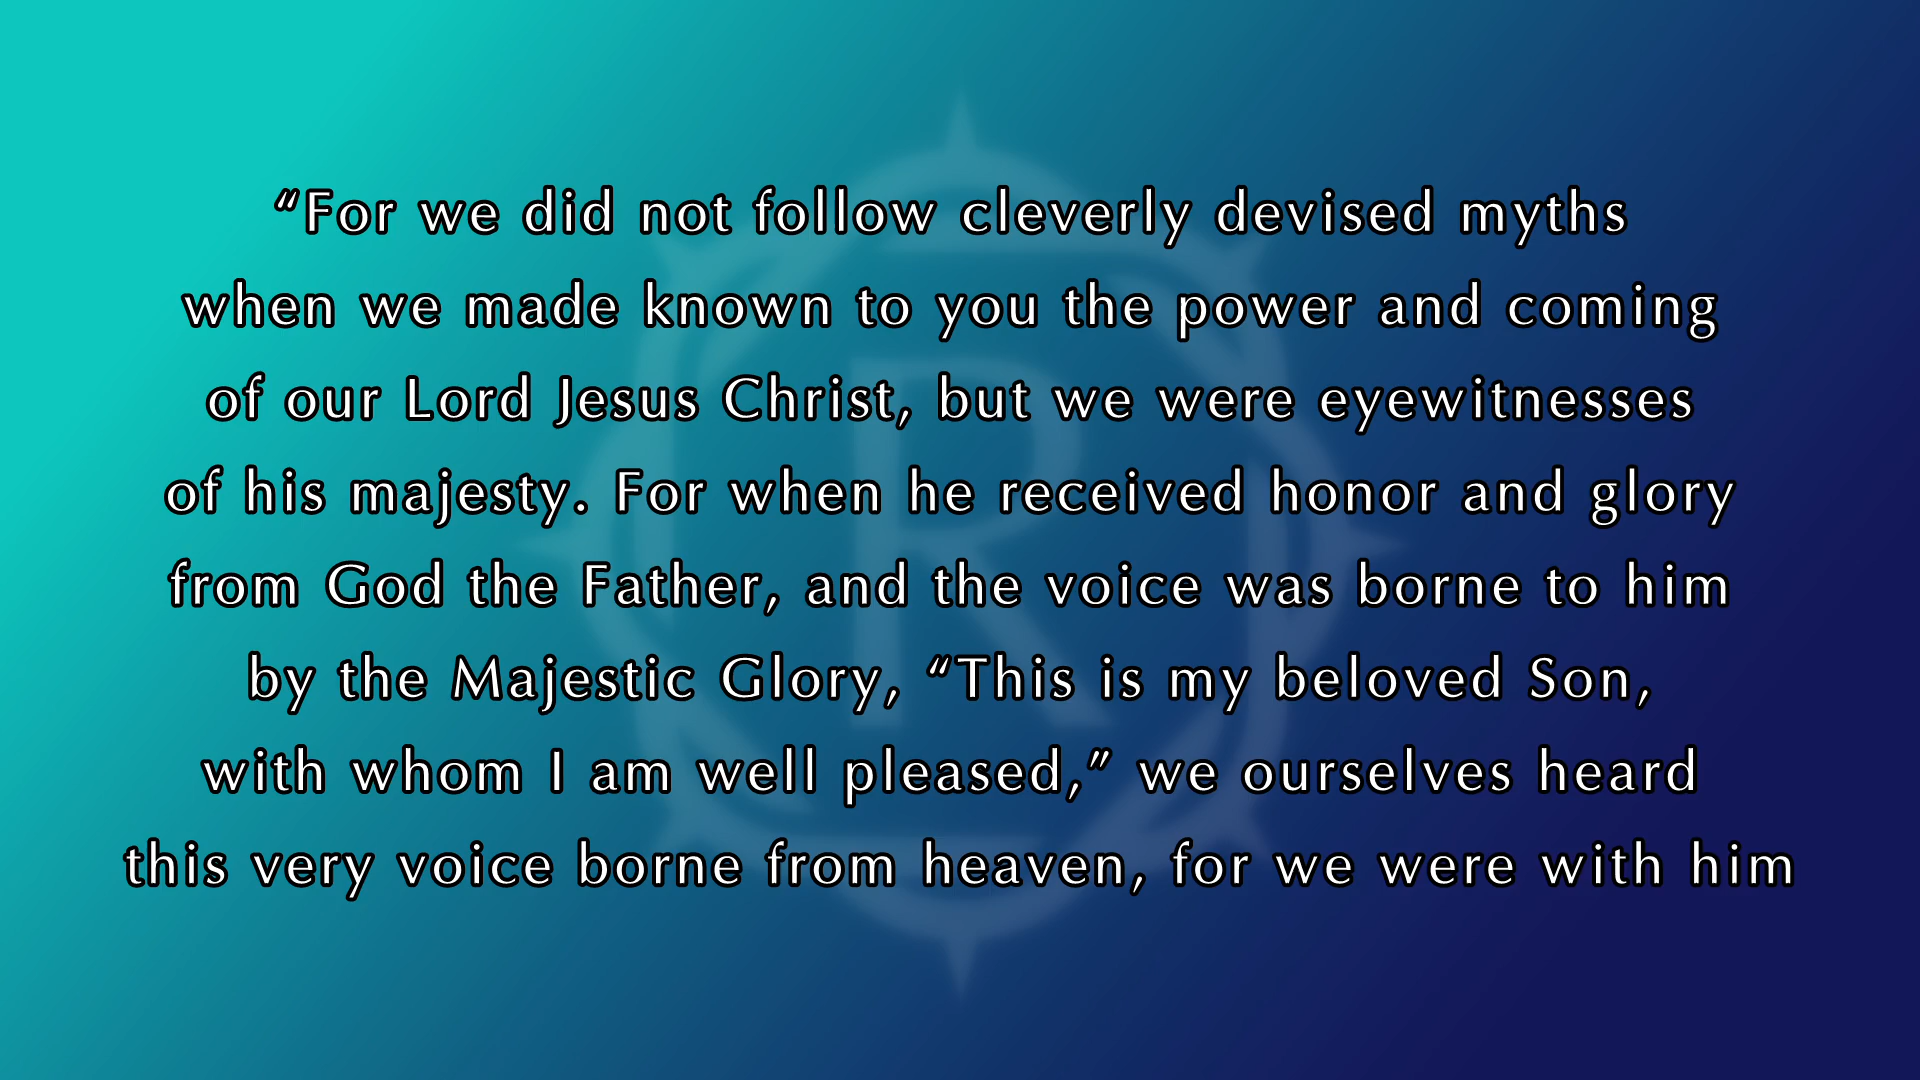 “For we did not follow cleverly devised myths
when we made known to you the power and coming
of our Lord Jesus Christ, but we were eyewitnesses
of his majesty. For when he received honor and glory
from God the Father, and the voice was borne to him
by the Majestic Glory, “This is my beloved Son,
with whom I am well pleased,” we ourselves heard
this very voice borne from heaven, for we were with him
R